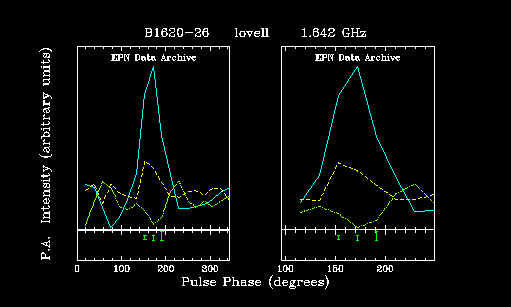 B1620-26 lovell 1.642 GHz
EPN Data Archive EPN Data Archive
P.A. Intensity (arbitrary units)
0 100 200 300 100 200
Pulse Phase (degrees)